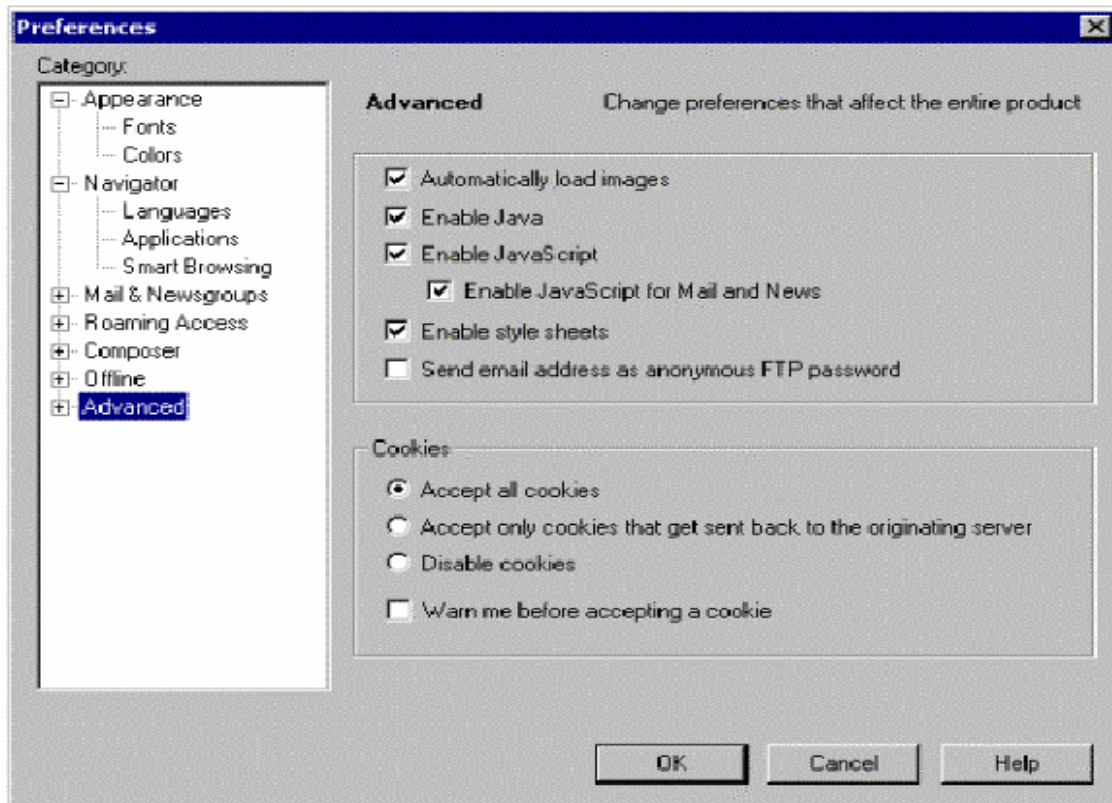 Preferences
Category:
Appearance
Fonts
Colors
Navigator
Languages
Applications
Smart Browsing
Mail & Newsgroups
Roaming Access
Composer
Offline
Advanced
Advanced Change preferences that affect the entire product
Automatically load images
Enable Java
Enable JavaScript
Enable JavaScript for Mail and News
Enable style sheets
Send email address as anonymous FTP password
Cookies
Accept all cookies
Accept only cookies that get sent back to the originating server
Disable cookies
Warn me before accepting a cookie
OK Cancel Help